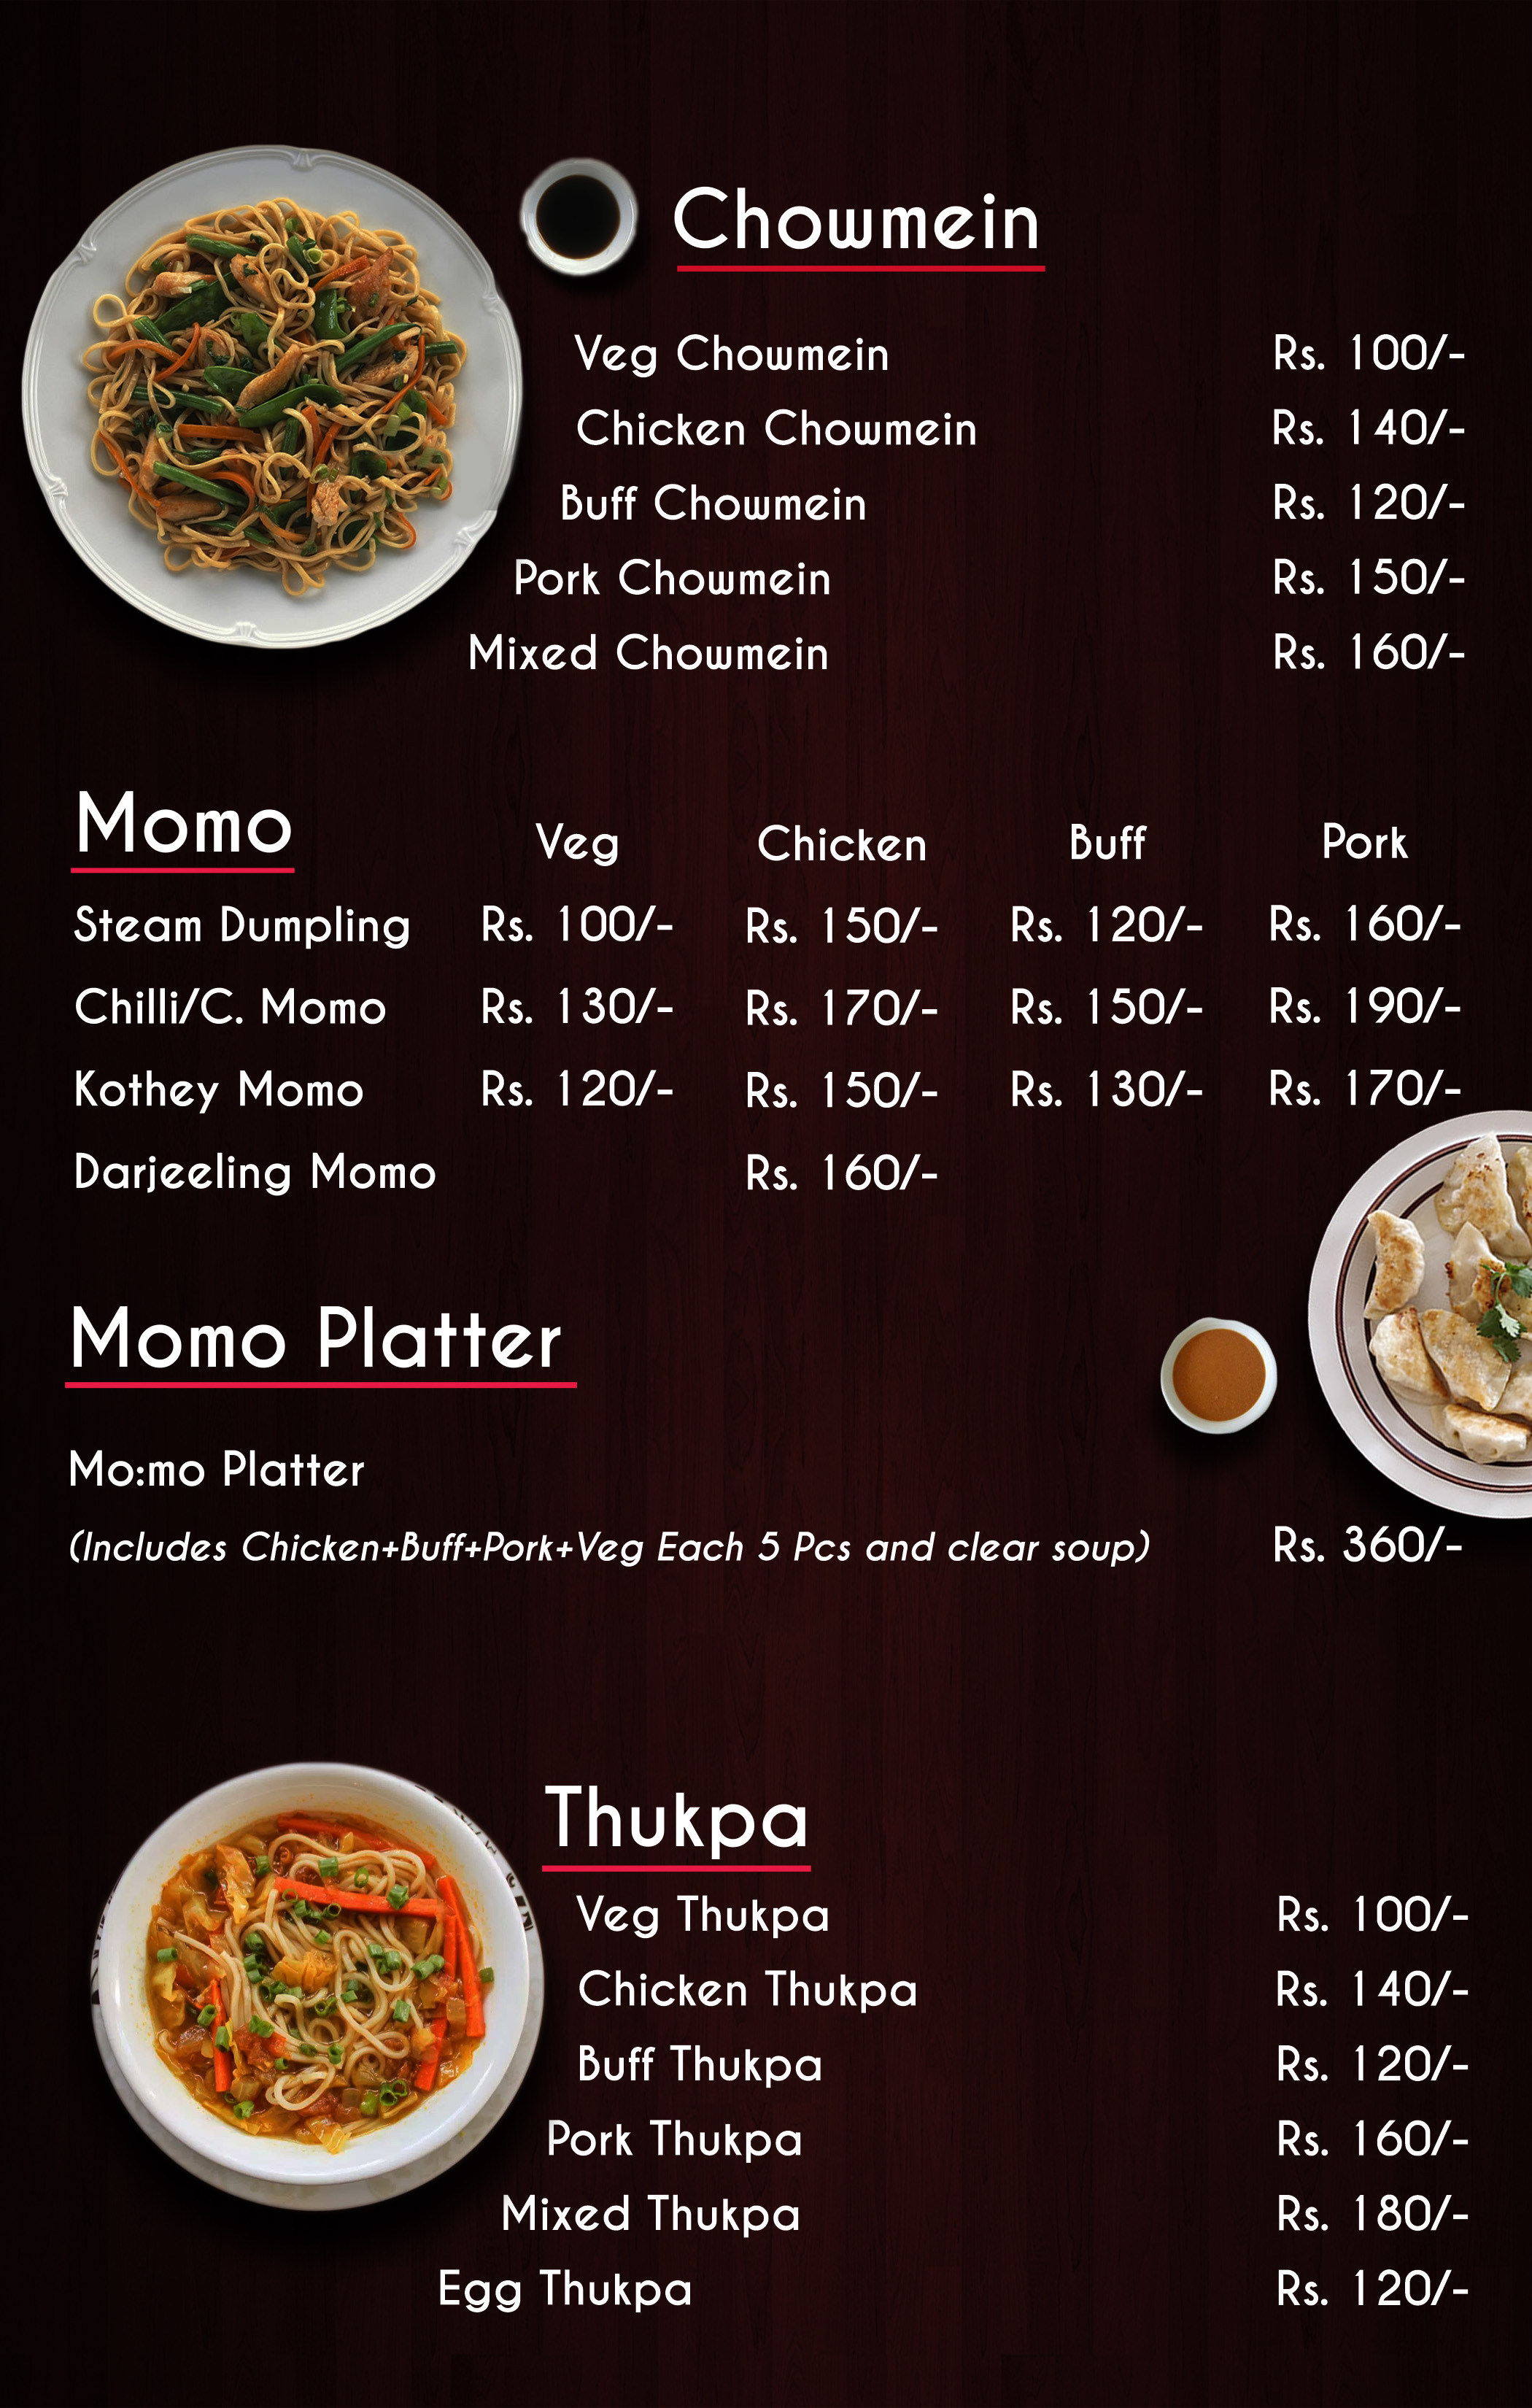 Chowmein
Veg Chowmein Rs. 100/-
Chicken Chowmein Rs. 140/-
Buff Chowmein Rs. 120/-
Pork Chowmein Rs. 150/-
Mixed Chowmein Rs. 160/-
Momo Veg Chicken Buff Pork
Steam Dumpling Rs. 100/- Rs. 150/- Rs. 120/- Rs. 160/-
Chilli/C. Momo Rs. 130/- Rs. 170/- Rs. 150/- Rs. 190/-
Kothey Momo Rs. 120/- Rs. 150/- Rs. 130/- Rs. 170/-
Darjeeling Momo Rs. 160/-
Momo Platter
Mo:mo Platter
(Includes Chicken+Buff+Pork+Veg Each 5 Pcs and clear soup) Rs. 360/-
Thukpa
Veg Thukpa Rs. 100/-
Chicken Thukpa Rs. 140/-
Buff Thukpa Rs. 120/-
Pork Thukpa Rs. 160/-
Mixed Thukpa Rs. 180/-
Egg Thukpa Rs. 120/-